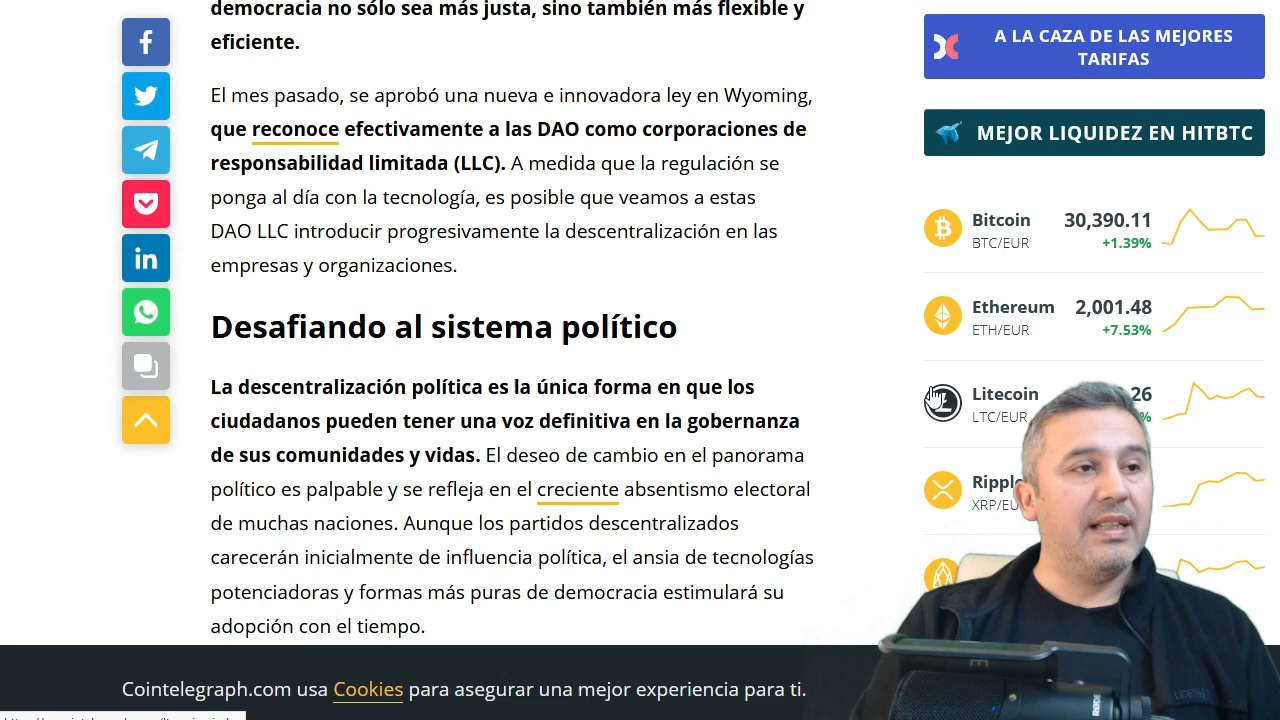 democracia no sólo sea más justa, sino también más flexible y
eficiente.
El mes pasado, se aprobó una nueva e innovadora ley en Wyoming,
que reconoce efectivamente a las DAO como corporaciones de
responsabilidad limitada (LLC). A medida que la regulación se
ponga al día con la tecnología, es posible que veamos a estas
DAO LLC introducir progresivamente la descentralización en las
empresas y organizaciones.
Desafiando al sistema político
La descentralización política es la única forma en que los
ciudadanos pueden tener una voz definitiva en la gobernanza
de sus comunidades y vidas. El deseo de cambio en el panorama
político es palpable y se refleja en el creciente absentismo electoral
de muchas naciones. Aunque los partidos descentralizados
carecerán inicialmente de influencia política, el ansia de tecnologías
potenciadoras y formas más puras de democracia estimulará su
adopción con el tiempo.
A LA CAZA DE LAS MEJORES
TARIFAS
MEJOR LIQUIDEZ EN HITBTC
Bitcoin 30,390.11
BTC/EUR +1.39%
Ethereum 2,001.48
ETH/EUR +7.53%
Litecoin 26
LTC/EUR %
Ripple
XRP/EU
Cointelegraph.com usa Cookies para asegurar una mejor experiencia para ti.
RØDE